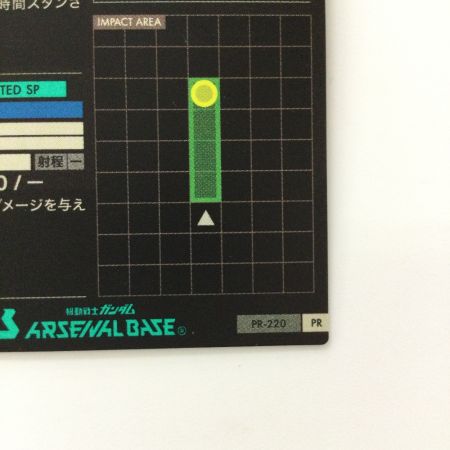 時間スタンさ
IMPACT AREA
TED SP
射程 ー
0 / ー
メージを与え
機動戦士ガンダム
ARSENAL BASE
PR-220 PR